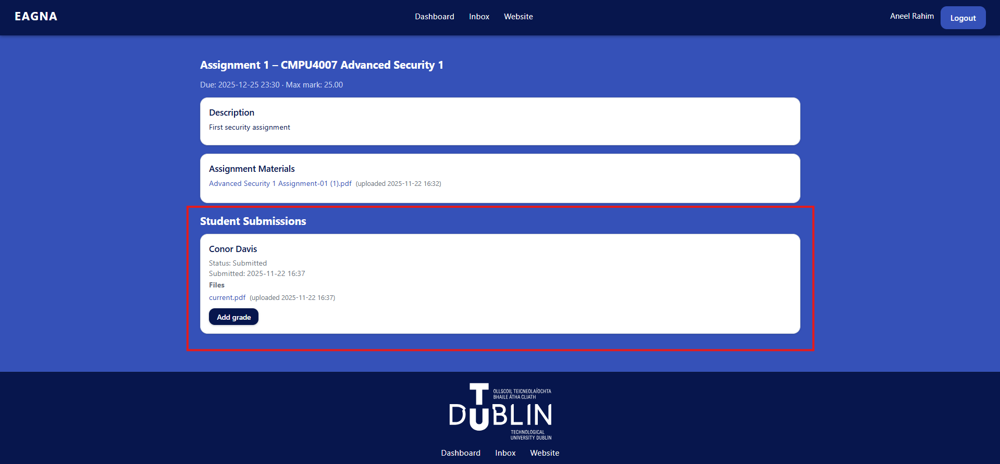 EAGNA
Dashboard Inbox Website
Aneel Rahim Logout
Assignment 1 – CMPU4007 Advanced Security 1
Due: 2025-12-25 23:30 · Max mark: 25.00
Description
First security assignment
Assignment Materials
Advanced Security 1 Assignment-01 (1).pdf (uploaded 2025-11-22 16:32)
Student Submissions
Conor Davis
Status: Submitted
Submitted: 2025-11-22 16:37
Files
current.pdf (uploaded 2025-11-22 16:37)
Add grade
OLLSCOIL TEICNEOLAÍOCHTA
BHAILE ÁTHA CLIATH
TU DUBLIN
TECHNOLOGICAL
UNIVERSITY DUBLIN
Dashboard Inbox Website